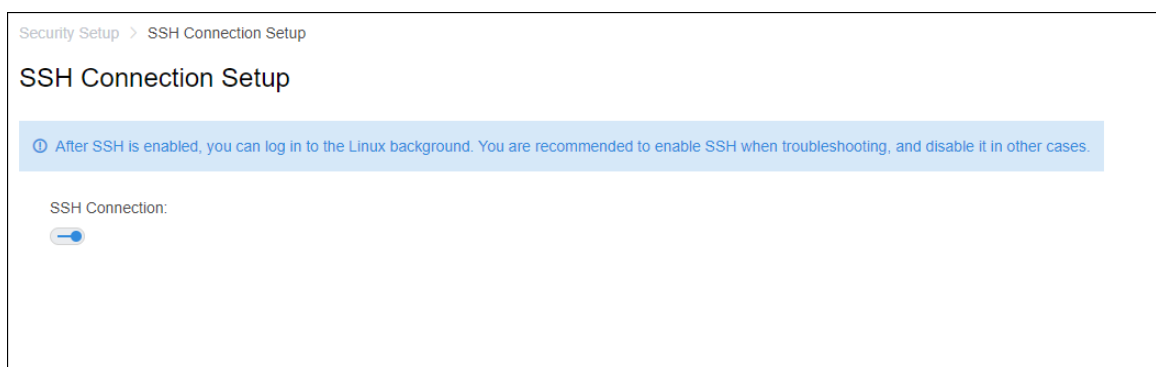 Security Setup > SSH Connection Setup
SSH Connection Setup
After SSH is enabled, you can log in to the Linux background. You are recommended to enable SSH when troubleshooting, and disable it in other cases.
SSH Connection: